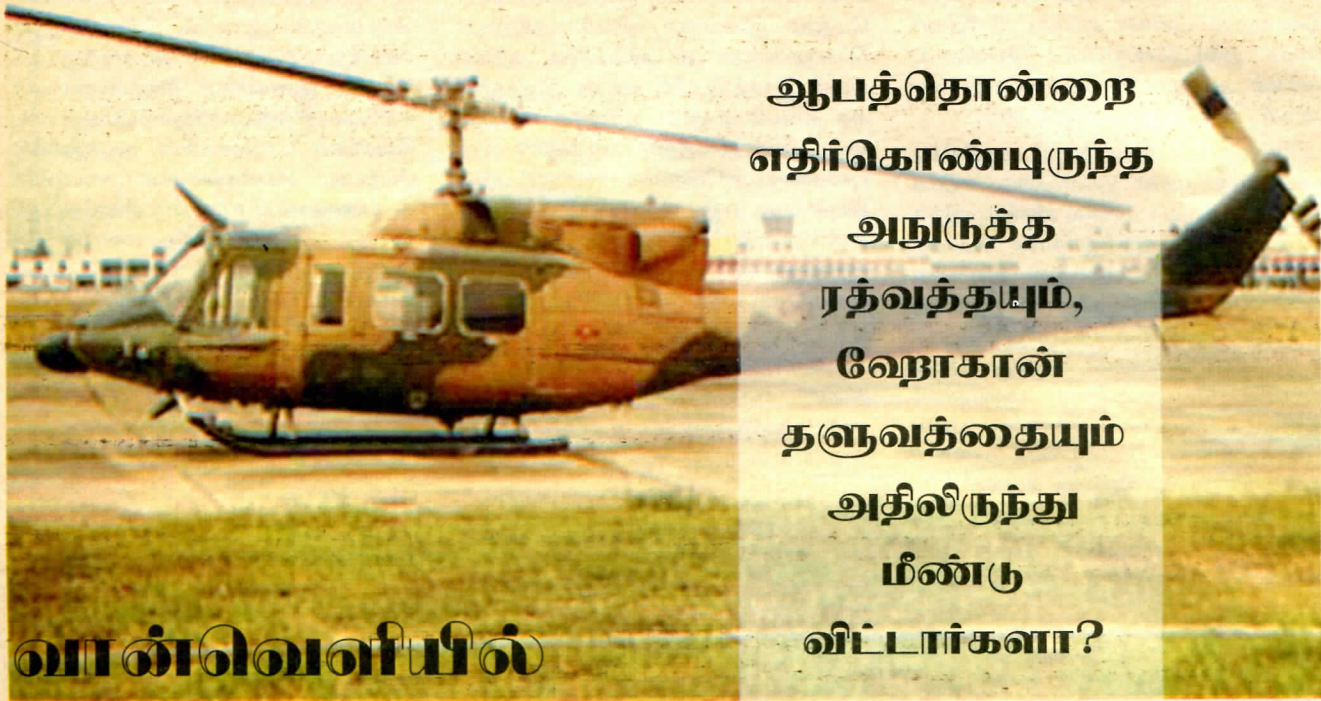 ஆபத்தொன்றை
எதிர்கொண்டிருந்த
அநுருத்த
ரத்வத்தயும்,
ஹோகான்
தளுவத்தையும்
அதிலிருந்து
மீண்டு
விட்டார்களா?
வான்வெளியில்